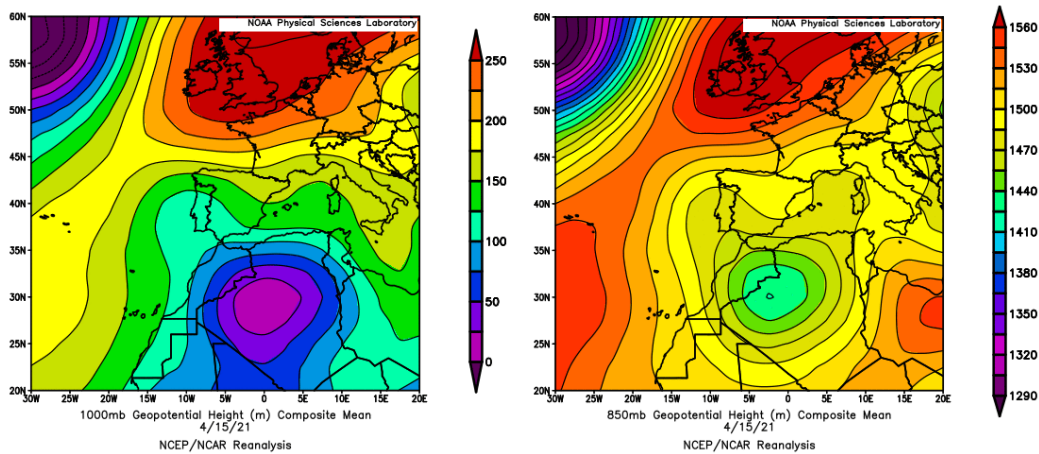 NOAA Physical Sciences Laboratory
60N
55N
50N
45N
40N
35N
30N
25N
20N
30W 25W 20W 15W 10W 5W 0 5E 10E 15E 20E
250
200
150
100
50
0
1000mb Geopotential Height (m) Composite Mean
4/15/21
NCEP/NCAR Reanalysis
NOAA Physical Sciences Laboratory
60N
55N
50N
45N
40N
35N
30N
25N
20N
30W 25W 20W 15W 10W 5W 0 5E 10E 15E 20E
1560
1530
1500
1470
1440
1410
1380
1350
1320
1290
850mb Geopotential Height (m) Composite Mean
4/15/21
NCEP/NCAR Reanalysis